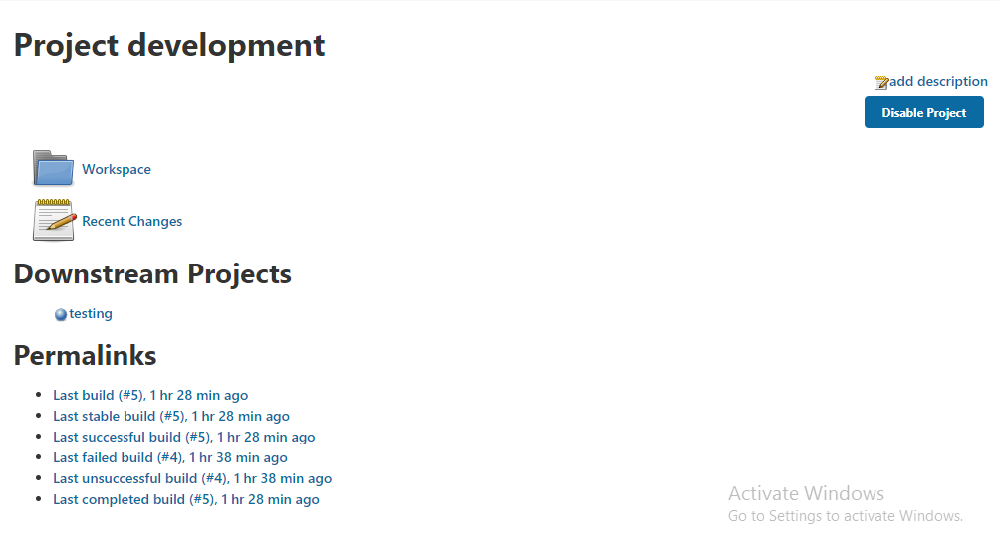 Project development
add description
Disable Project
Workspace
Recent Changes
Downstream Projects
testing
Permalinks
Last build (#5), 1 hr 28 min ago
Last stable build (#5), 1 hr 28 min ago
Last successful build (#5), 1 hr 28 min ago
Last failed build (#4), 1 hr 38 min ago
Last unsuccessful build (#4), 1 hr 38 min ago
Last completed build (#5), 1 hr 28 min ago
Activate Windows
Go to Settings to activate Windows.